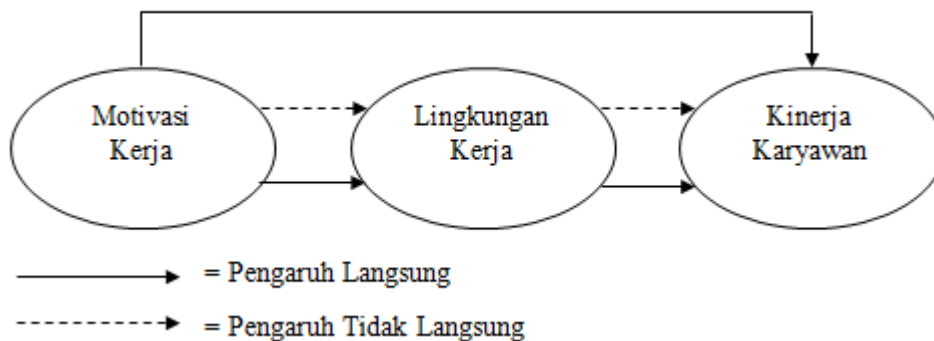 Motivasi
Kerja
Lingkungan
Kerja
Kinerja
Karyawan
= Pengaruh Langsung
= Pengaruh Tidak Langsung